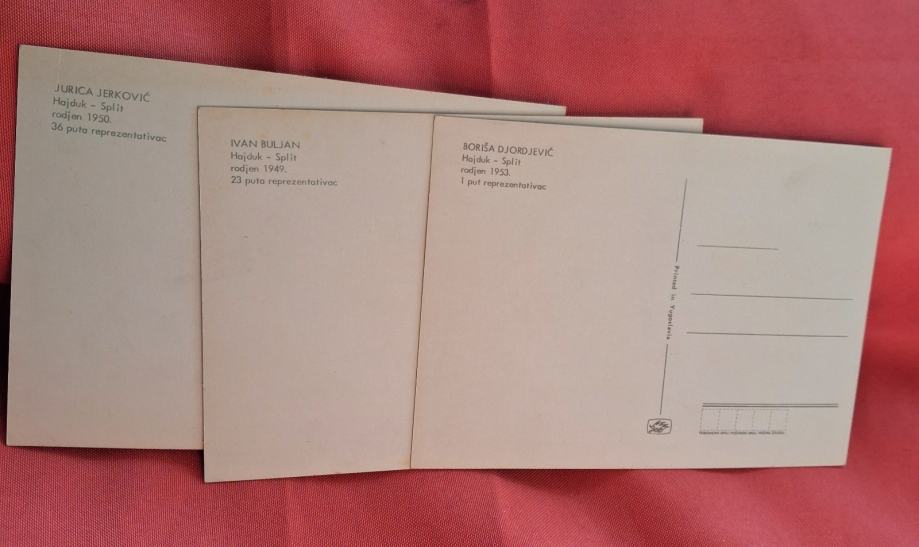 JURICA JERKOVIĆ
Hajduk – Split
rodjen 1950.
36 puta reprezentativac
IVAN BULJAN
Hajduk – Split
rodjen 1949.
23 puta reprezentativac
BORIŠA DJORDJEVIĆ
Hajduk – Split
rodjen 1953.
1 put reprezentativac
Printed in Yugoslavia